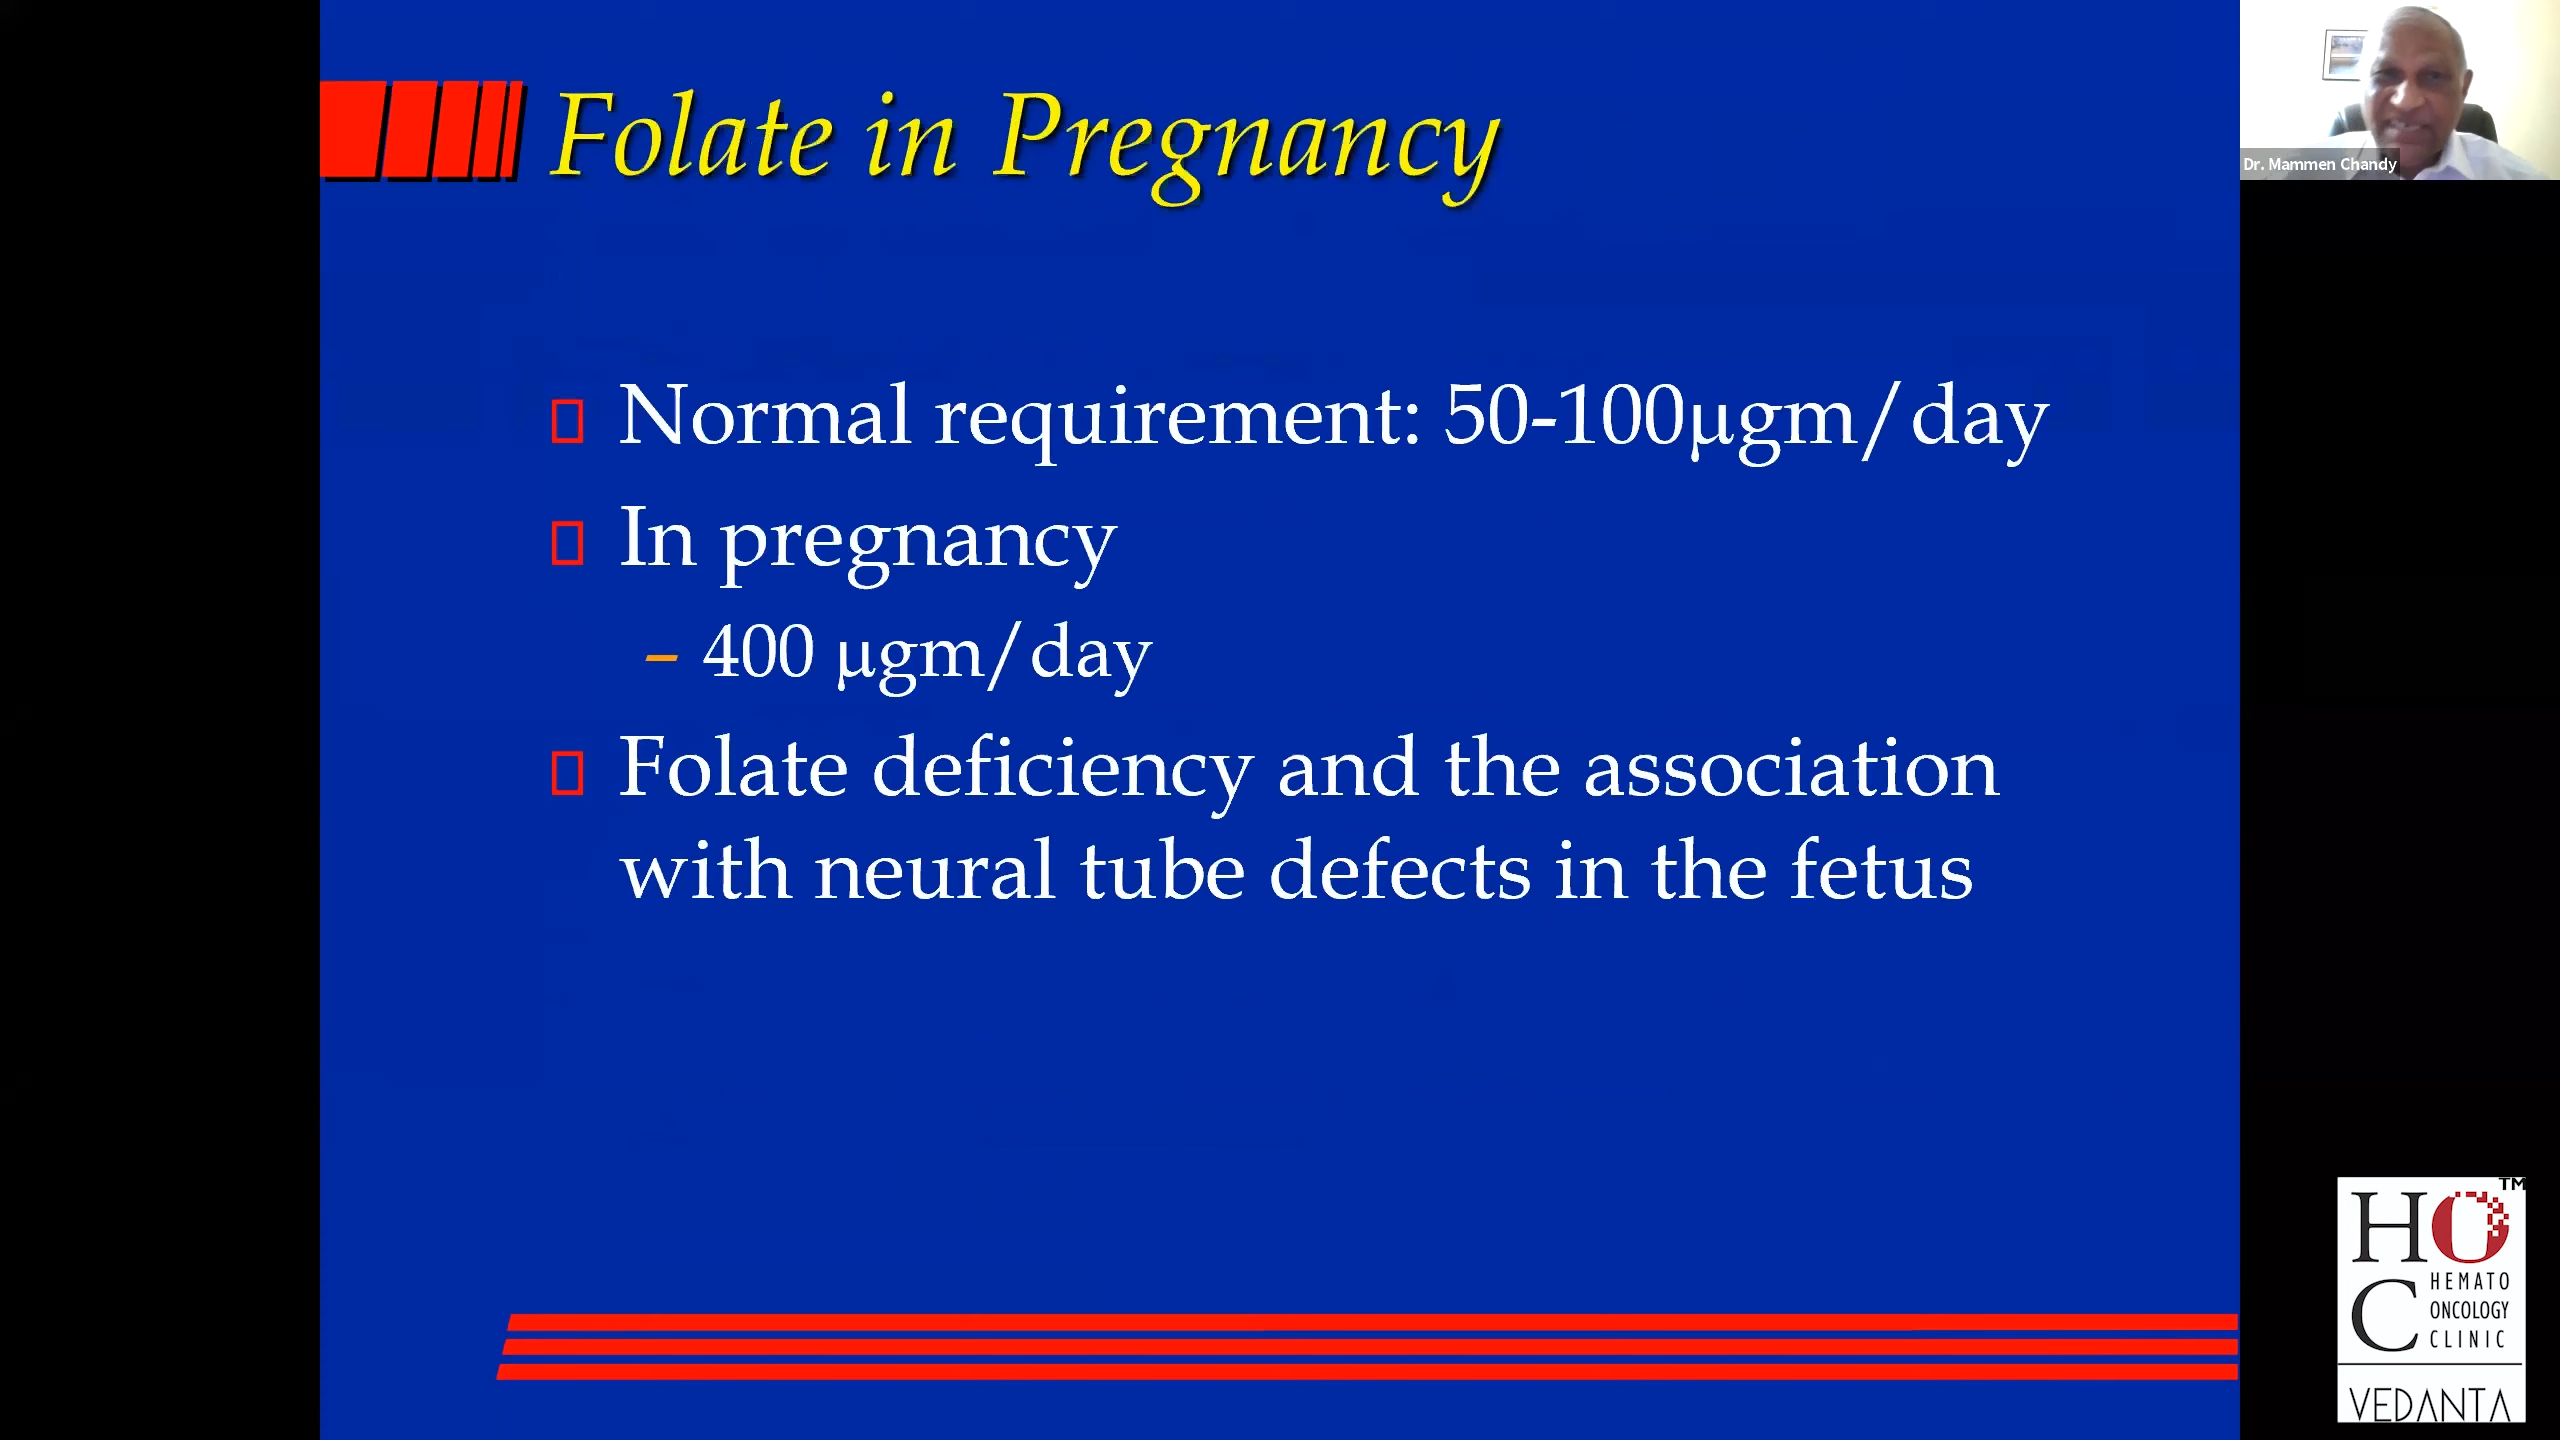 Folate in Pregnancy
Dr. Mammen Chandy
Normal requirement: 50-100μgm/day
In pregnancy
– 400 μgm/day
Folate deficiency and the association
with neural tube defects in the fetus
HOC TM
HEMATO
ONCOLOGY
CLINIC
VEDANTA